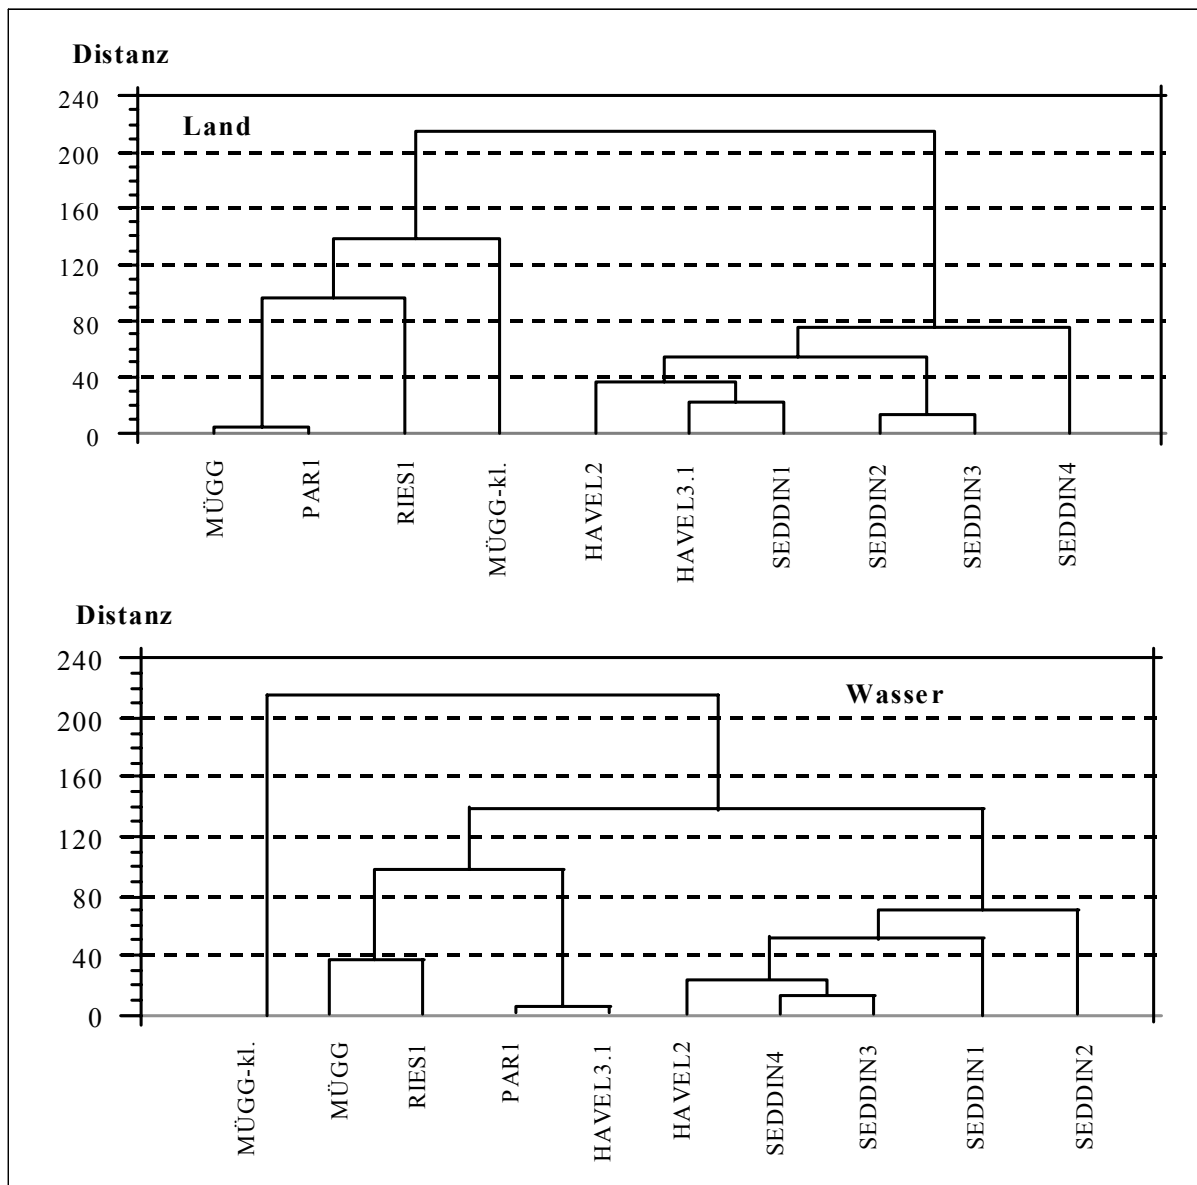 Distanz
240
Land
200
160
120
80
40
0
MÜGG
PAR1
RIES1
MÜGG-kl.
HAVEL2
HAVEL3.1
SEDDIN1
SEDDIN2
SEDDIN3
SEDDIN4
Distanz
240
Wasser
200
160
120
80
40
0
MÜGG-kl.
MÜGG
RIES1
PAR1
HAVEL3.1
HAVEL2
SEDDIN4
SEDDIN3
SEDDIN1
SEDDIN2